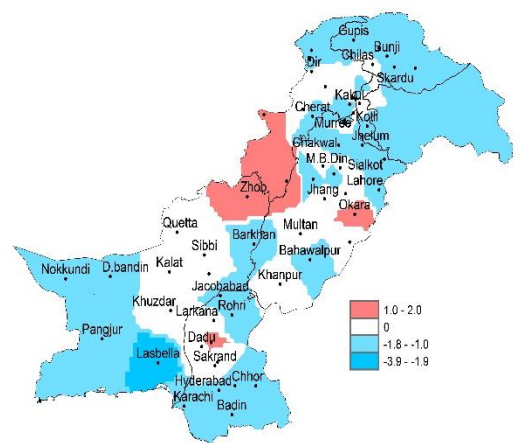 Gupis
Chilas
Bunji
Dir
Skardu
Kakul
Cherat
Murree
Kotli
Chakwal
Jhelum
M.B.Din
Sialkot
Lahore
Zhob
Jhang
Okara
Quetta
Multan
Barkhan
Sibbi
Bahawalpur
Nokkundi
D.bandin
Kalat
Khanpur
Jacobabad
Khuzdar
Larkana
Rohri
Pangjur
Dadu
Lasbella
Sakrand
Hyderabad
Chhor
Karachi
Badin
1.0 - 2.0
0
-1.8 - -1.0
-3.9 - -1.9